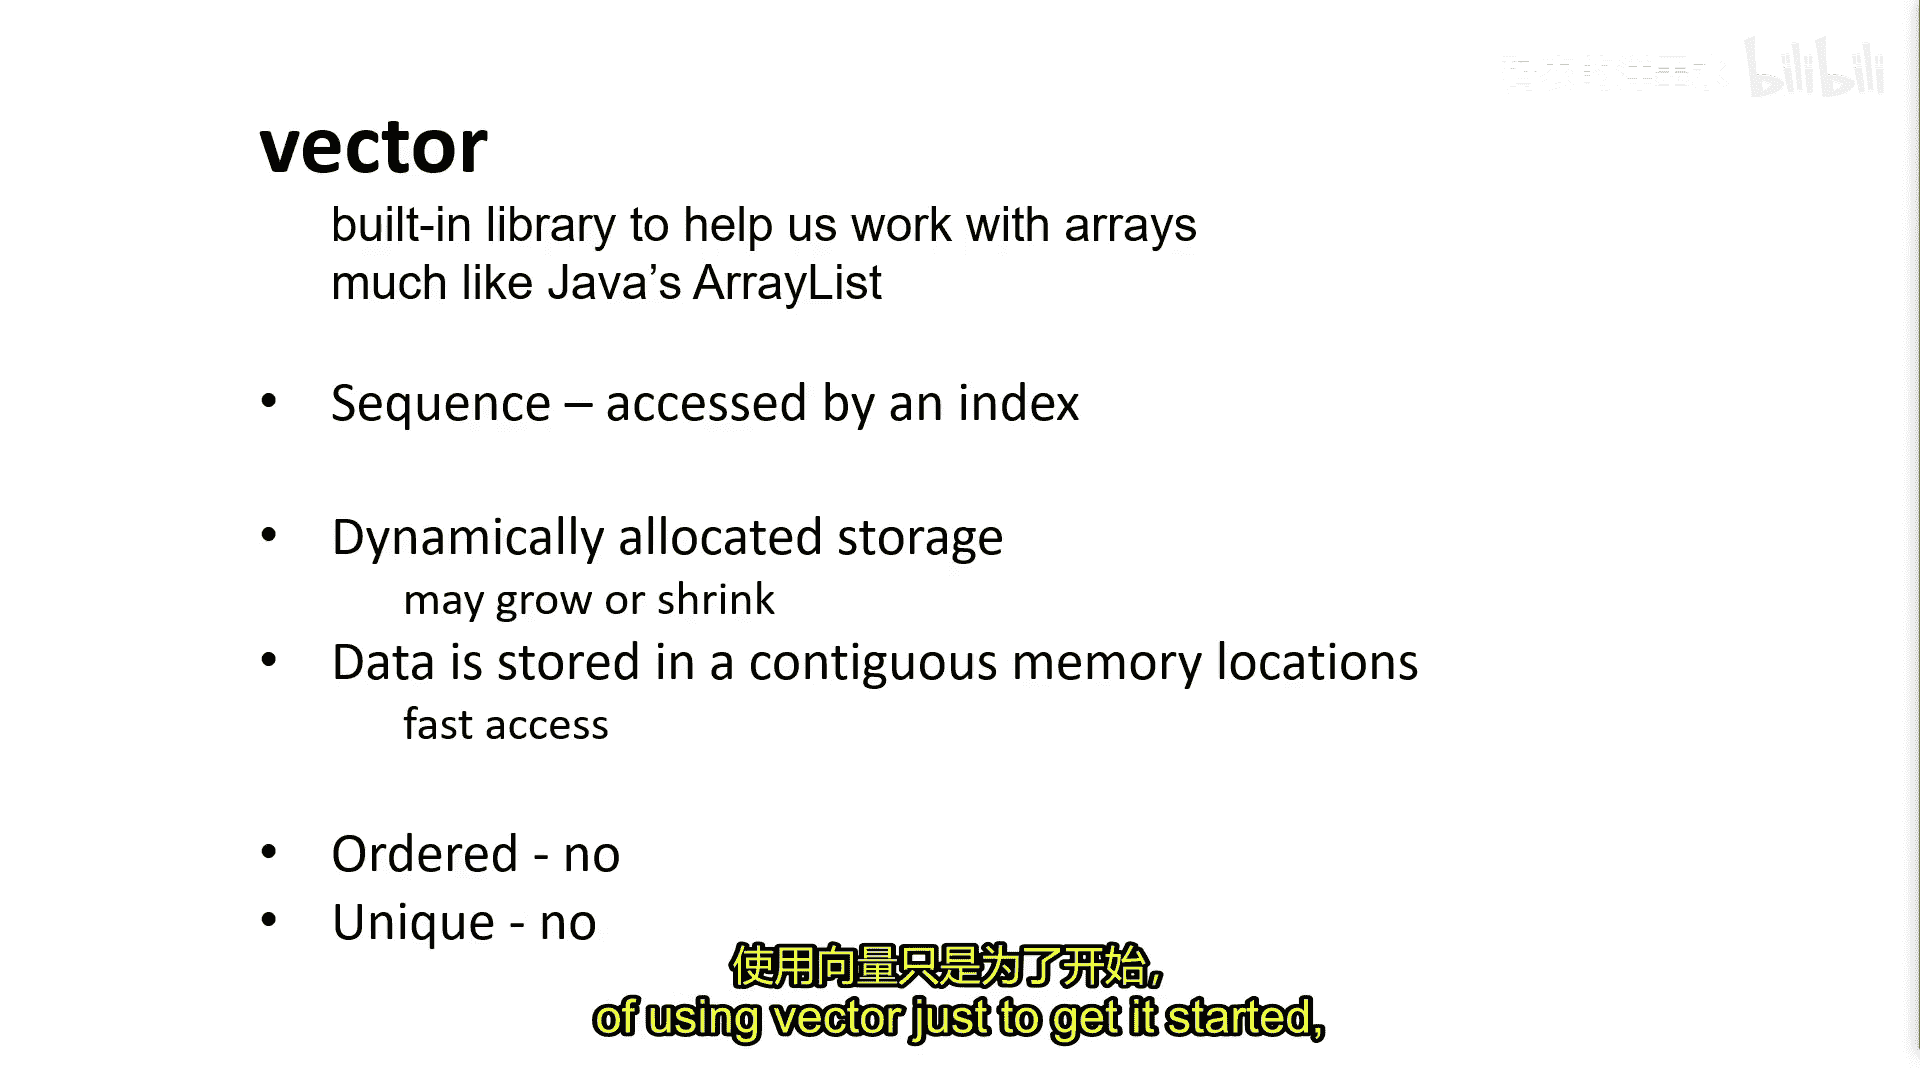 bilibili
vector
built-in library to help us work with arrays
much like Java’s ArrayList
• Sequence – accessed by an index
• Dynamically allocated storage
may grow or shrink
• Data is stored in a contiguous memory locations
fast access
• Ordered - no
• Unique - no
使用向量只是为了开始,
of using vector just to get it started,